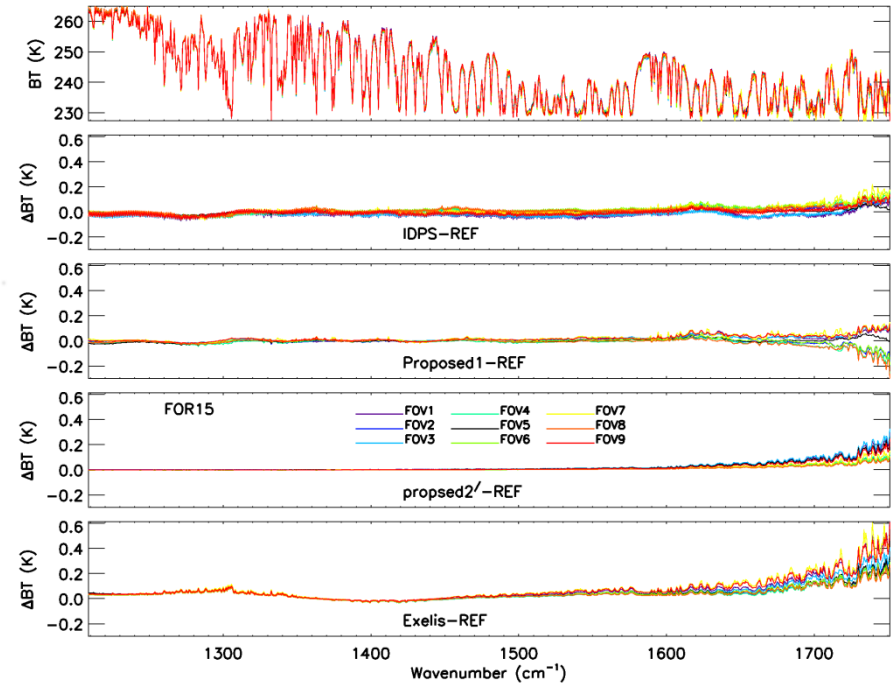 260
250
240
230
BT (K)
0.6
0.4
0.2
0.0
−0.2
ΔBT (K)
IDPS−REF
0.6
0.4
0.2
0.0
−0.2
ΔBT (K)
Proposed1−REF
0.6
0.4
0.2
0.0
−0.2
ΔBT (K)
FOR15
FOV1 FOV4 FOV7
FOV2 FOV5 FOV8
FOV3 FOV6 FOV9
propsed2′−REF
0.6
0.4
0.2
0.0
−0.2
ΔBT (K)
Exelis−REF
1300 1400 1500 1600 1700
Wavenumber (cm⁻¹)